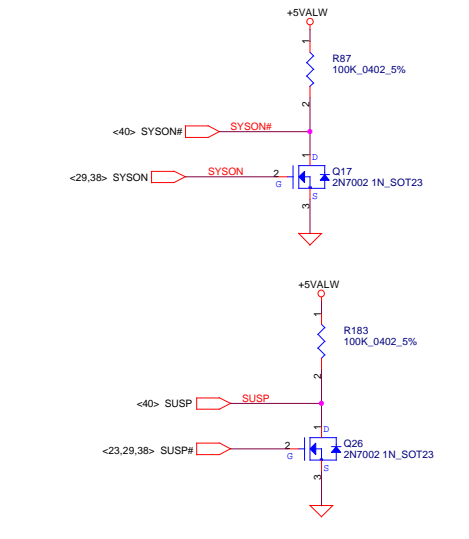 +5VALW
1
R87
100K_0402_5%
2
<40> SYSON# SYSON#
1 D
<29,38> SYSON SYSON 2 G
Q17
2N7002 1N_SOT23
3 S
+5VALW
1
R183
100K_0402_5%
2
<40> SUSP SUSP
1 D
<23,29,38> SUSP# 2 G
Q26
2N7002 1N_SOT23
3 S